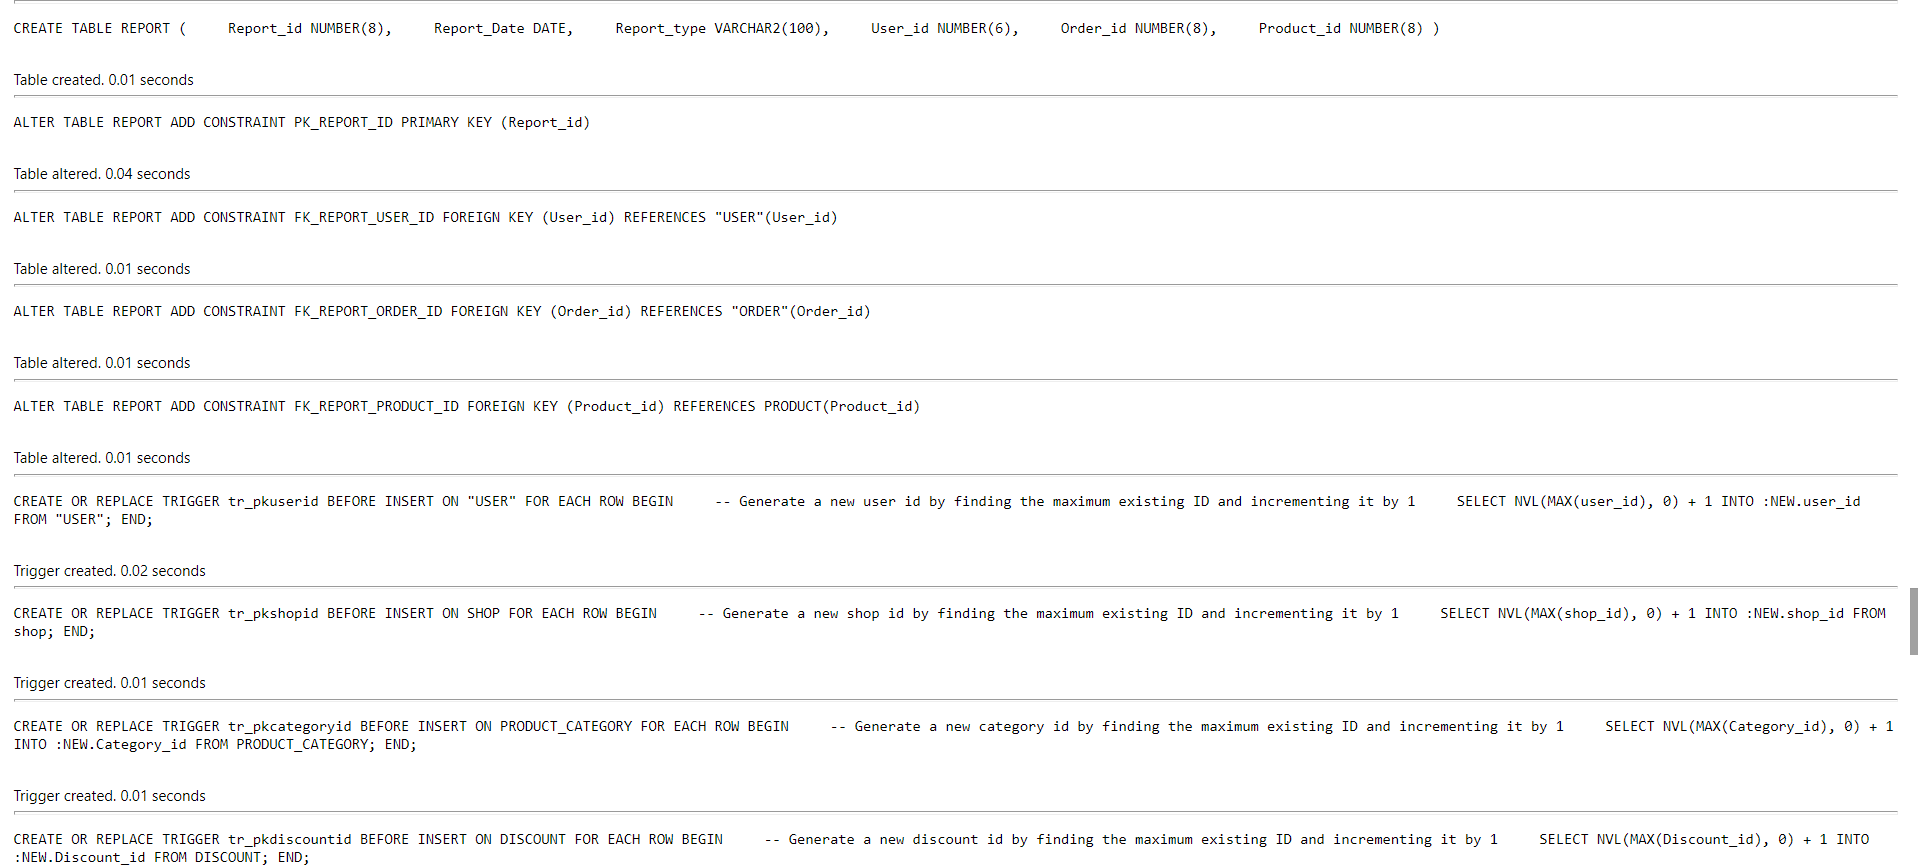 CREATE TABLE REPORT (     Report_id NUMBER(8),     Report_Date DATE,     Report_type VARCHAR2(100),     User_id NUMBER(6),     Order_id NUMBER(8),     Product_id NUMBER(8) )
Table created. 0.01 seconds
ALTER TABLE REPORT ADD CONSTRAINT PK_REPORT_ID PRIMARY KEY (Report_id)
Table altered. 0.04 seconds
ALTER TABLE REPORT ADD CONSTRAINT FK_REPORT_USER_ID FOREIGN KEY (User_id) REFERENCES "USER"(User_id)
Table altered. 0.01 seconds
ALTER TABLE REPORT ADD CONSTRAINT FK_REPORT_ORDER_ID FOREIGN KEY (Order_id) REFERENCES "ORDER"(Order_id)
Table altered. 0.01 seconds
ALTER TABLE REPORT ADD CONSTRAINT FK_REPORT_PRODUCT_ID FOREIGN KEY (Product_id) REFERENCES PRODUCT(Product_id)
Table altered. 0.01 seconds
CREATE OR REPLACE TRIGGER tr_pkuserid BEFORE INSERT ON "USER" FOR EACH ROW BEGIN     -- Generate a new user id by finding the maximum existing ID and incrementing it by 1     SELECT NVL(MAX(user_id), 0) + 1 INTO :NEW.user_id
FROM "USER"; END;
Trigger created. 0.02 seconds
CREATE OR REPLACE TRIGGER tr_pkshopid BEFORE INSERT ON SHOP FOR EACH ROW BEGIN     -- Generate a new shop id by finding the maximum existing ID and incrementing it by 1     SELECT NVL(MAX(shop_id), 0) + 1 INTO :NEW.shop_id FROM
shop; END;
Trigger created. 0.01 seconds
CREATE OR REPLACE TRIGGER tr_pkcategoryid BEFORE INSERT ON PRODUCT_CATEGORY FOR EACH ROW BEGIN     -- Generate a new category id by finding the maximum existing ID and incrementing it by 1     SELECT NVL(MAX(Category_id), 0) + 1
INTO :NEW.Category_id FROM PRODUCT_CATEGORY; END;
Trigger created. 0.01 seconds
CREATE OR REPLACE TRIGGER tr_pkdiscountid BEFORE INSERT ON DISCOUNT FOR EACH ROW BEGIN     -- Generate a new discount id by finding the maximum existing ID and incrementing it by 1     SELECT NVL(MAX(Discount_id), 0) + 1 INTO
:NEW.Discount_id FROM DISCOUNT; END;